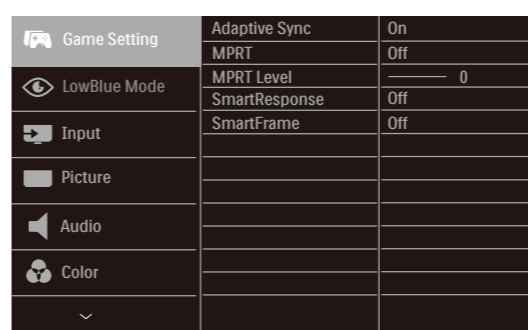 Game Setting
LowBlue Mode
Input
Picture
Audio
Color
Adaptive Sync On
MPRT Off
MPRT Level 0
SmartResponse Off
SmartFrame Off